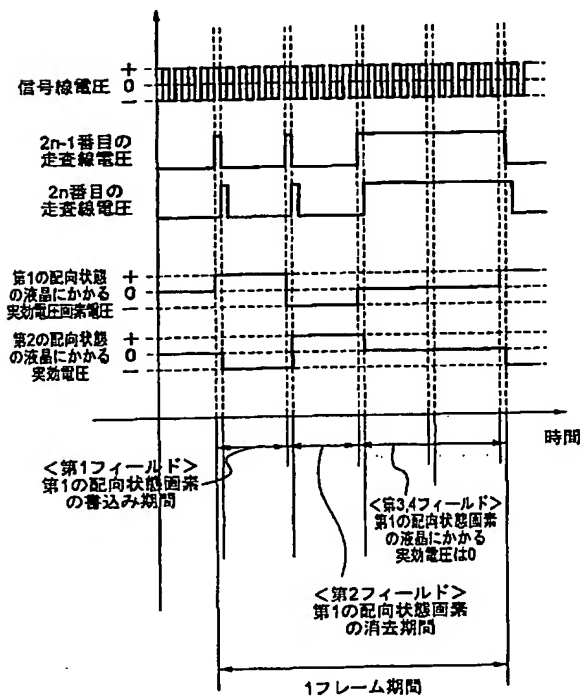 信号線電圧
+
0
−
2n-1番目の
走査線電圧
2n番目の
走査線電圧
第1の配向状態
の液晶にかかる
実効電圧画素電圧
+
0
−
第2の配向状態
の液晶にかかる
実効電圧
+
0
−
時間
<第1フィールド>
第1の配向状態画素
の書込み期間
<第3,4フィールド>
第1の配向状態画素
の液晶にかかる
実効電圧は0
<第2フィールド>
第1の配向状態画素
の消去期間
1フレーム期間